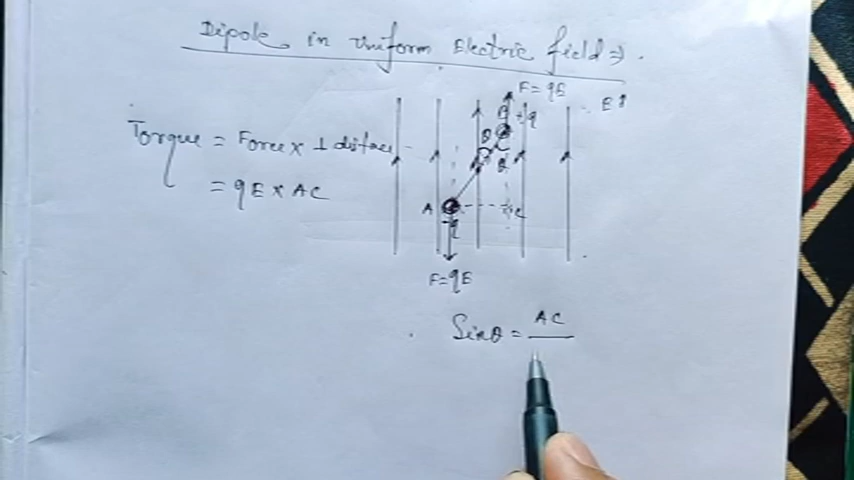 Dipole in Uniform Electric field ⇒.
F = qE
E↑
B
+q
Torque = Force x ⊥ distance
θ
θ
= qE x AC
A
c
-q
F=qE
Sinθ = AC